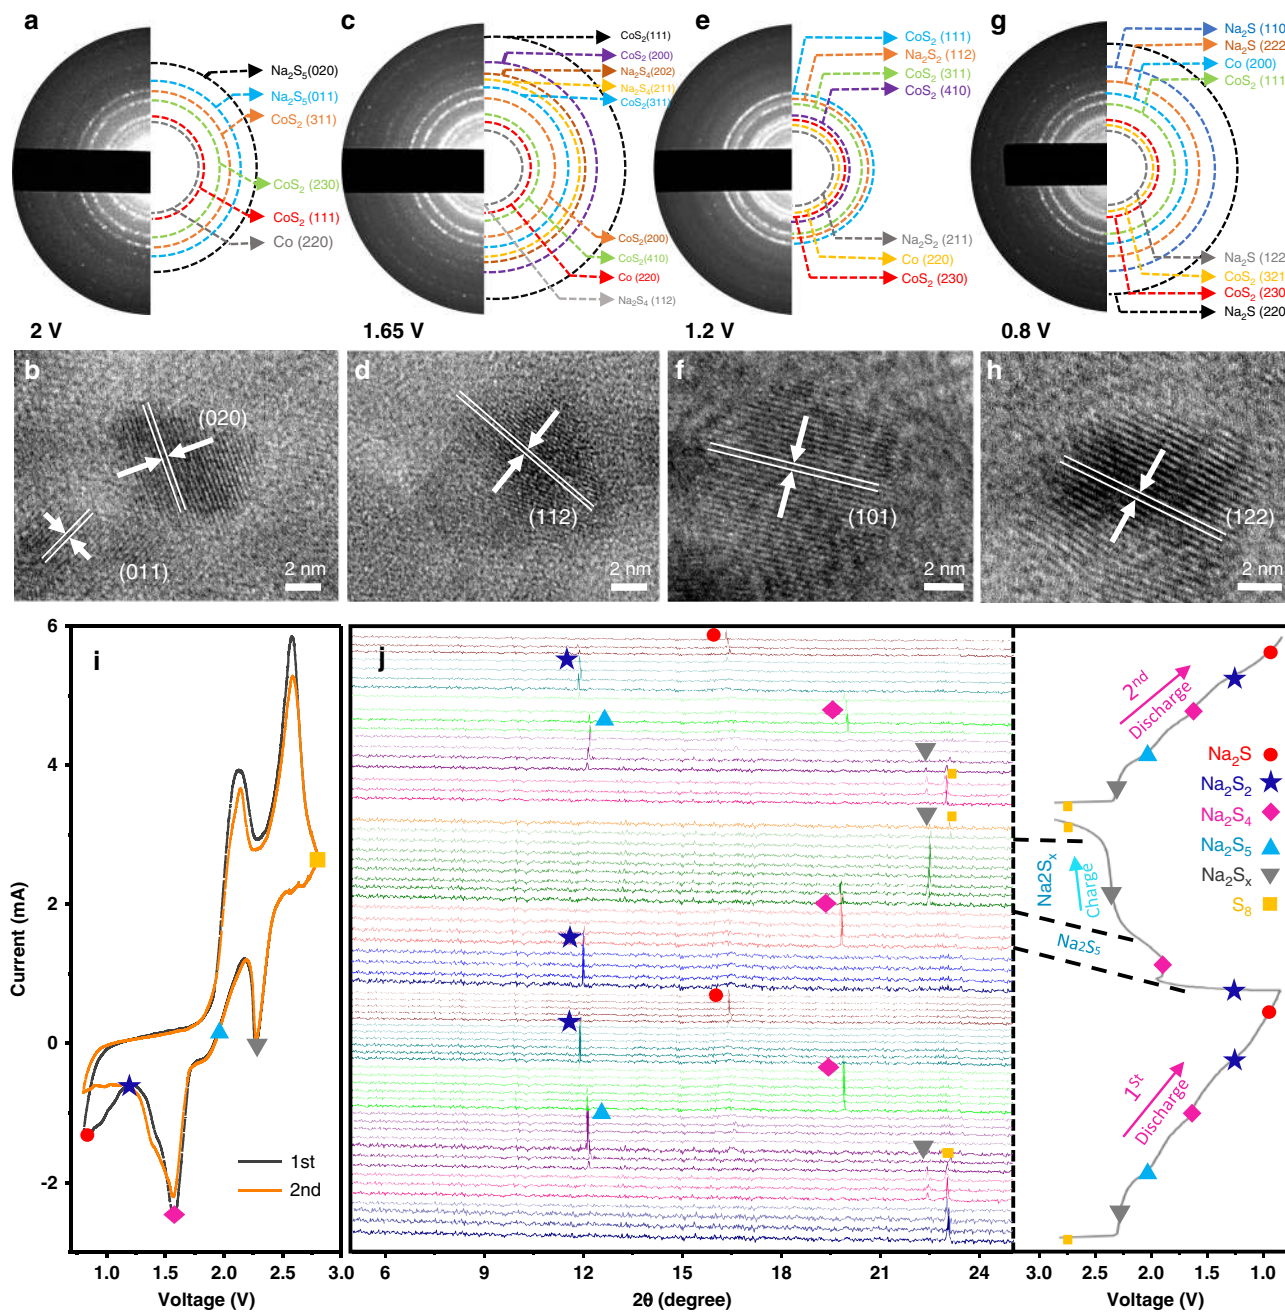 a
Na₂S₅(020)
Na₂S₅(011)
CoS₂ (311)
CoS₂ (230)
CoS₂ (111)
Co (220)
2 V
c
CoS₂(111)
CoS₂(200)
Na₂S₄(202)
Na₂S₄(211)
CoS₂(311)
CoS₂(200)
CoS₂(410)
Co (220)
Na₂S₄ (112)
1.65 V
e
CoS₂ (111)
Na₂S₂ (112)
CoS₂ (311)
CoS₂ (410)
Na₂S₂ (211)
Co (220)
CoS₂ (230)
1.2 V
g
Na₂S (110)
Na₂S (222)
Co (200)
CoS₂ (111)
Na₂S (122)
CoS₂ (321)
CoS₂ (230)
Na₂S (220)
0.8 V
b
(020)
(011)
2 nm
d
(112)
2 nm
f
(101)
2 nm
h
(122)
2 nm
i
Current (mA)
6
4
2
0
-2
1st
2nd
1.0 1.5 2.0 2.5 3.0
Voltage (V)
j
6 9 12 15 18 21 24
2θ (degree)
2nd
Discharge
Na2Sₓ
Charge
Na₂S₅
1St
Discharge
Na₂S
Na₂S₂
Na₂S₄
Na₂S₅
Na₂Sₓ
S₈
3.0 2.5 2.0 1.5 1.0
Voltage (V)